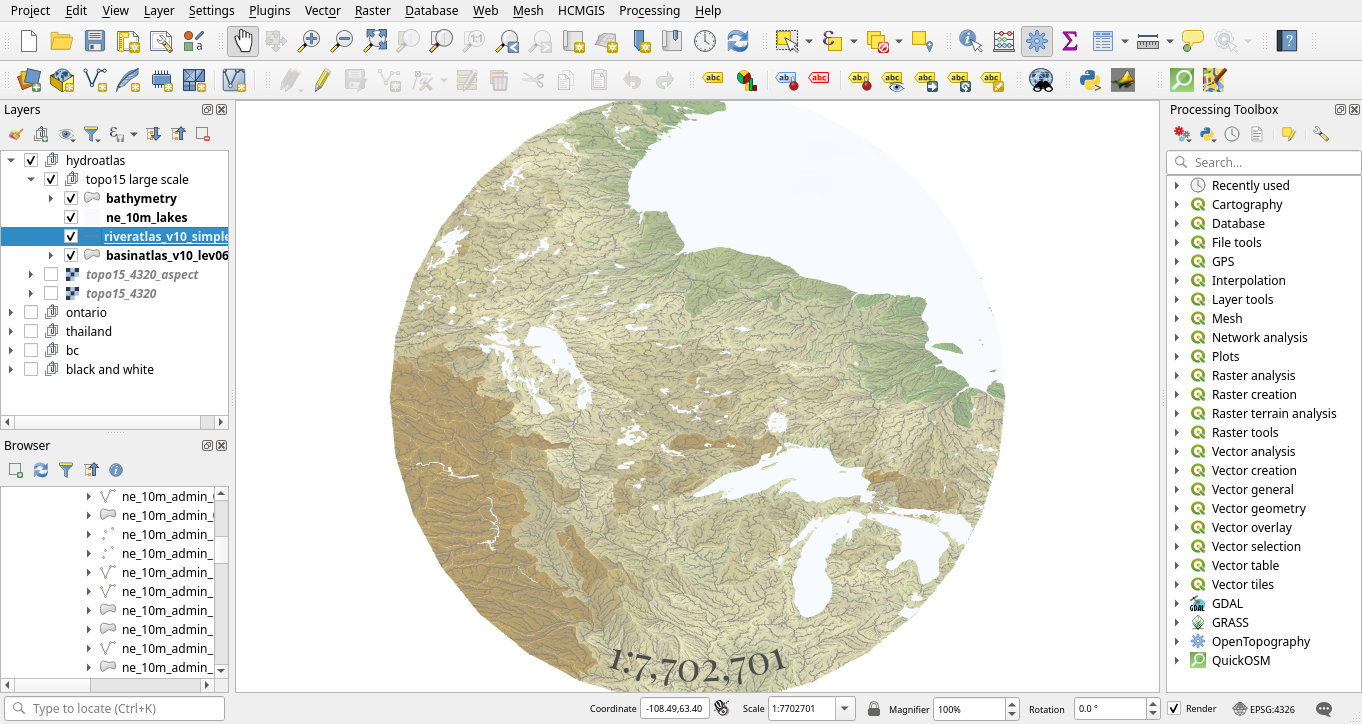 Project Edit View Layer Settings Plugins Vector Raster Database Web Mesh HCMGIS Processing Help
Layers
hydroatlas
topo15 large scale
bathymetry
ne_10m_lakes
riveratlas_v10_simple
basinatlas_v10_lev06
topo15_4320_aspect
topo15_4320
ontario
thailand
bc
black and white
Browser
ne_10m_admin_
ne_10m_admin_
ne_10m_admin_
ne_10m_admin_
ne_10m_admin_
ne_10m_admin_
ne_10m_admin_
ne_10m_admin_
ne_10m_admin_
ne_10m_admin_
1:7,702,701
Processing Toolbox
Search...
Recently used
Cartography
Database
File tools
GPS
Interpolation
Layer tools
Mesh
Network analysis
Plots
Raster analysis
Raster creation
Raster terrain analysis
Raster tools
Vector analysis
Vector creation
Vector general
Vector geometry
Vector overlay
Vector selection
Vector table
Vector tiles
GDAL
GRASS
OpenTopography
QuickOSM
Type to locate (Ctrl+K) Coordinate -108.49,63.40 Scale 1:7702701 Magnifier 100% Rotation 0.0 ° Render EPSG:4326